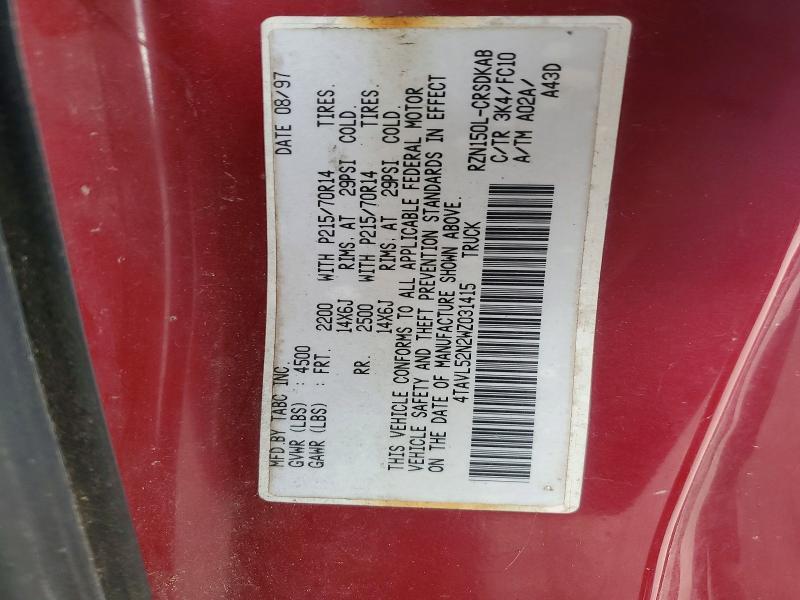 MFD.BY TABC INC. DATE 08/97
GVWR (LBS) : 4500
GAWR (LBS) : FRT. 2200 WITH P215/70R14 TIRES.
14X6J RIMS. AT 29PSI COLD.
RR. 2500 WITH P215/70R14 TIRES.
14X6J RIMS. AT 29PSI COLD.
THIS VEHICLE CONFORMS TO ALL APPLICABLE FEDERAL MOTOR
VEHICLE SAFETY AND THEFT PREVENTION STANDARDS IN EFFECT
ON THE DATE OF MANUFACTURE SHOWN ABOVE.
4TAVL52N2WZ031415 TRUCK
RZN150L-CRSDKAB
C/TR 3K4/FC10
A/TM A02A/
A43D